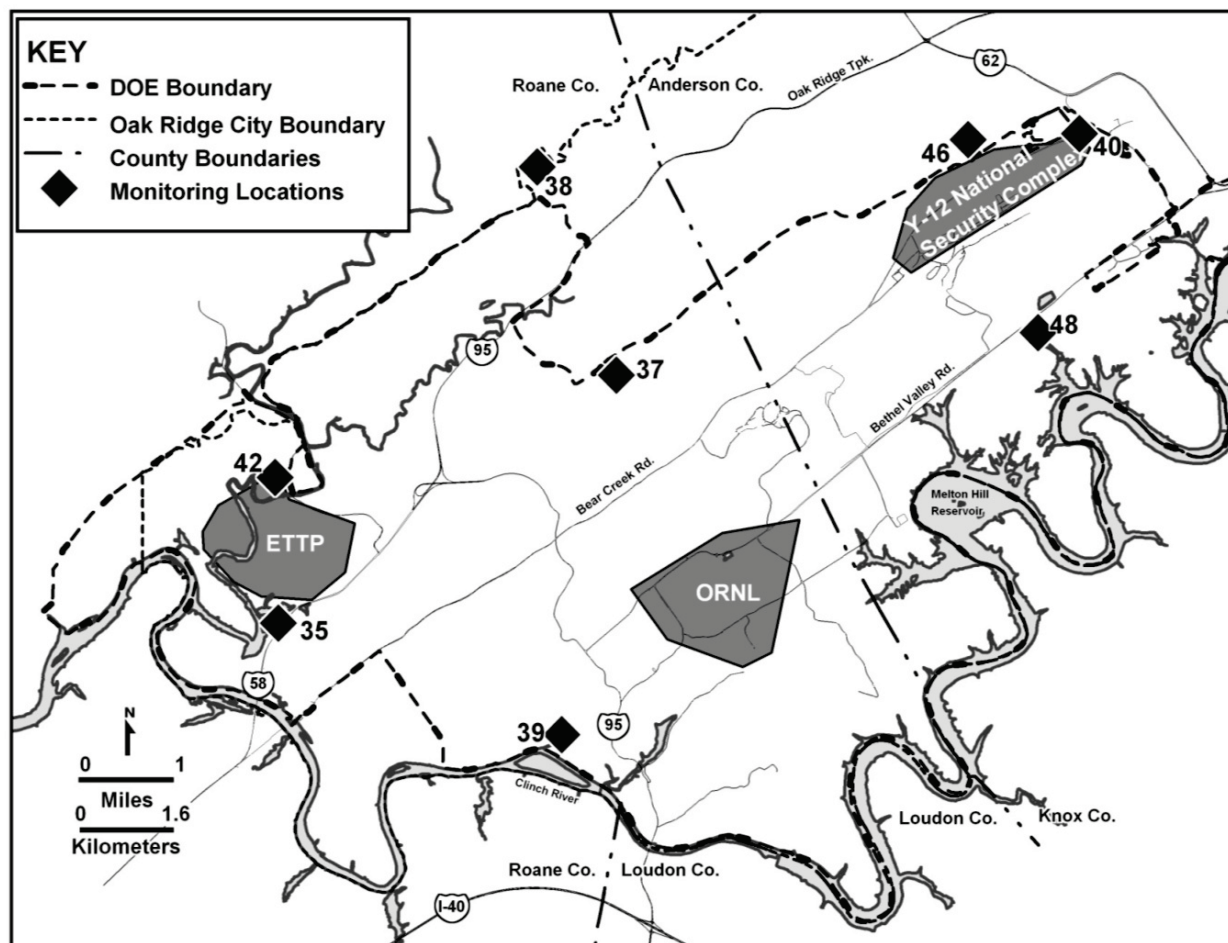 KEY
DOE Boundary
Oak Ridge City Boundary
County Boundaries
Monitoring Locations
Roane Co.
Anderson Co.
Oak Ridge Tpk.
62
38
46
40
Y-12 National
Security Complex
95
37
48
Bethel Valley Rd.
Bear Creek Rd.
42
ETTP
Melton Hill
Reservoir
ORNL
35
58
39
95
Clinch River
N
0 1
Miles
0 1.6
Kilometers
Loudon Co.
Knox Co.
Roane Co.
Loudon Co.
I-40